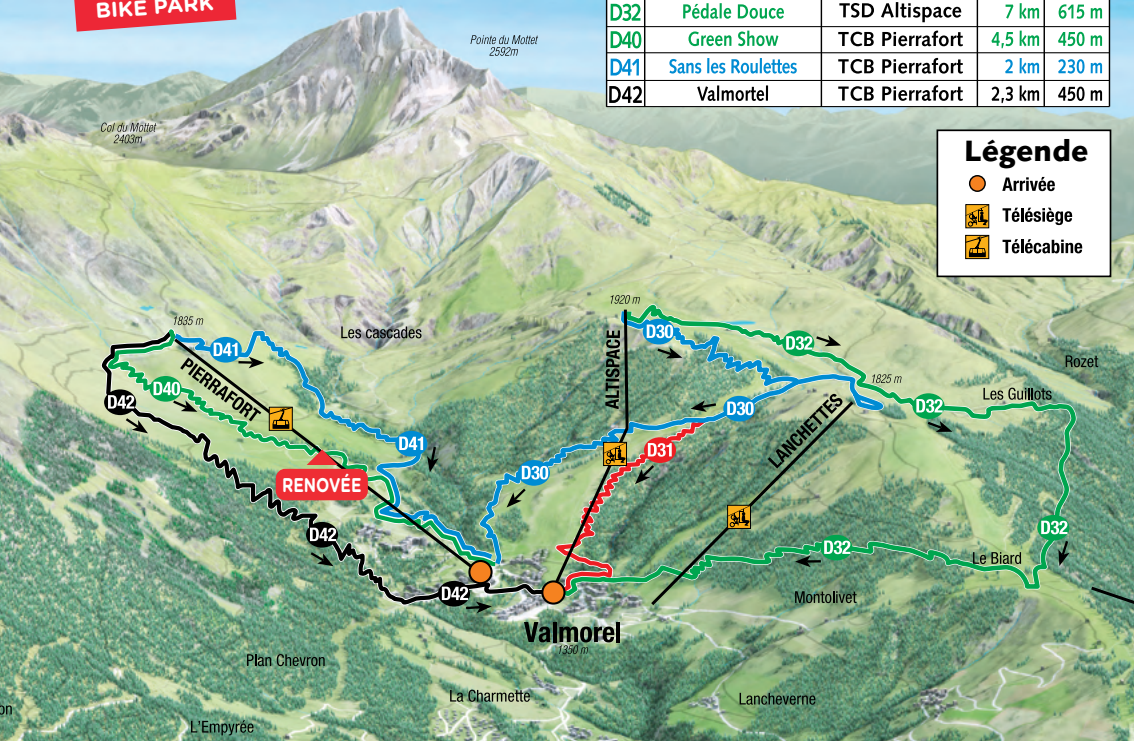 BIKE PARK
D32 Pédale Douce TSD Altispace 7 km 615 m
D40 Green Show TCB Pierrafort 4,5 km 450 m
D41 Sans les Roulettes TCB Pierrafort 2 km 230 m
D42 Valmortel TCB Pierrafort 2,3 km 450 m
Pointe du Mottet
2592m
Col du Mottet
2403m
Légende
Arrivée
Télésiège
Télécabine
1835 m
Les cascades
1920 m
D41
D30
D32
Rozet
PIERRAFORT
ALTISPACE
1825 m
D40
D42
Les Guillots
D30
D32
LANCHETTES
D41
D31
D30
RENOVÉE
D42
D32
D32
Le Biard
D42
Montolivet
Valmorel
1350 m
Plan Chevron
La Charmette
Lancheverne
on
L'Empyrée